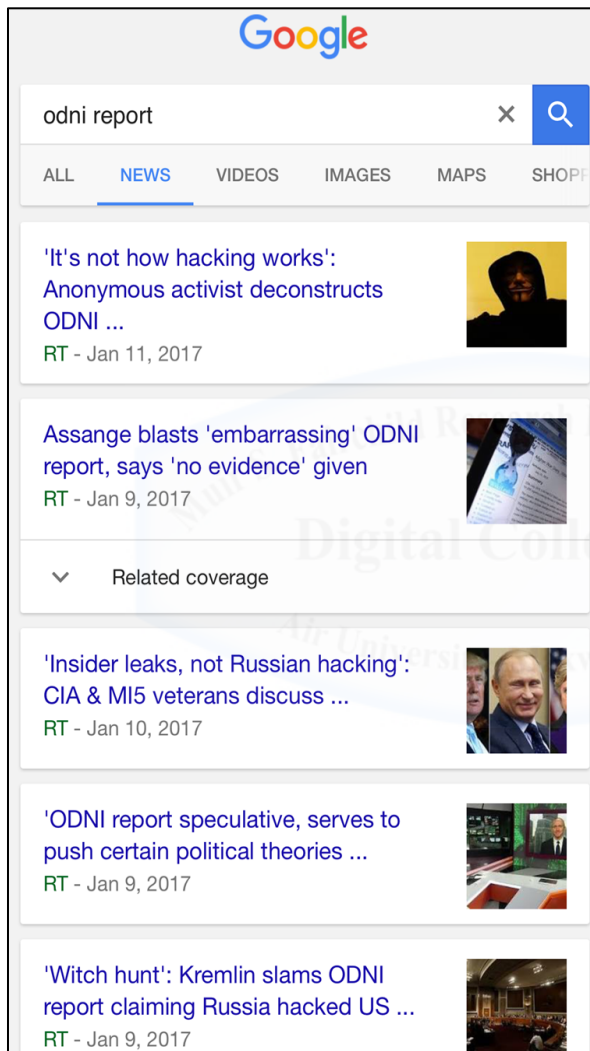 Google
odni report ×
ALL NEWS VIDEOS IMAGES MAPS SHOPP
'It's not how hacking works':
Anonymous activist deconstructs
ODNI ...
RT - Jan 11, 2017
Assange blasts 'embarrassing' ODNI
report, says 'no evidence' given
RT - Jan 9, 2017
Related coverage
'Insider leaks, not Russian hacking':
CIA & MI5 veterans discuss ...
RT - Jan 10, 2017
'ODNI report speculative, serves to
push certain political theories ...
RT - Jan 9, 2017
'Witch hunt': Kremlin slams ODNI
report claiming Russia hacked US ...
RT - Jan 9, 2017
Digital Colle